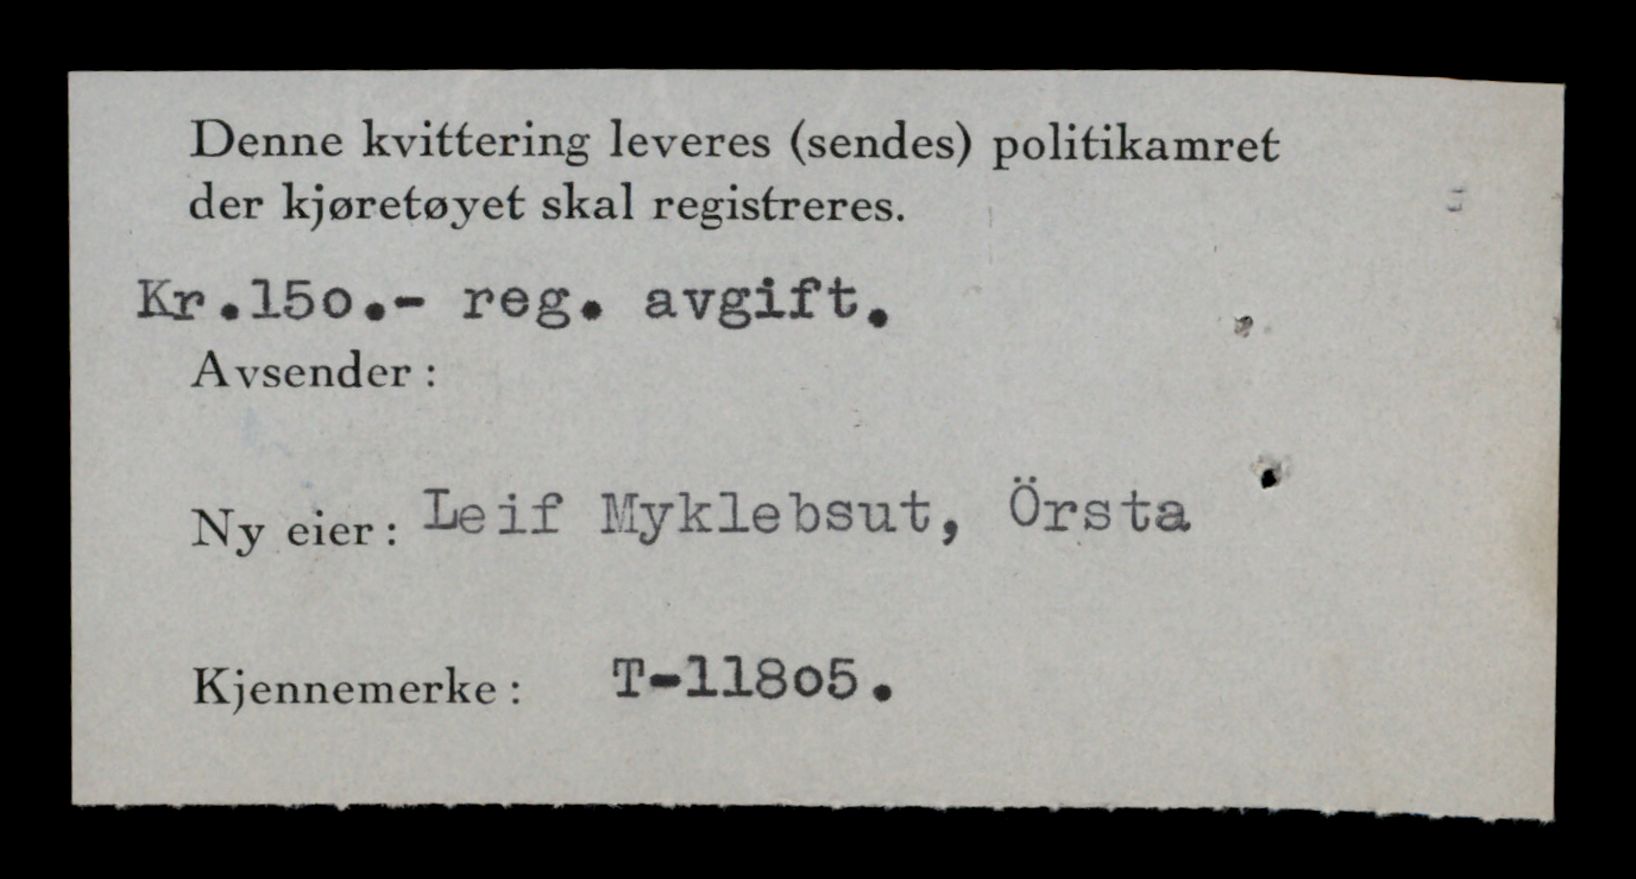 Denne kvittering leveres (sendes) politikamret
der kjøretøyet skal registreres.
Kr.15o.- reg. avgift.
Avsender :
Ny eier : Leif Myklebsut, Örsta
Kjennemerke : T-118o5.